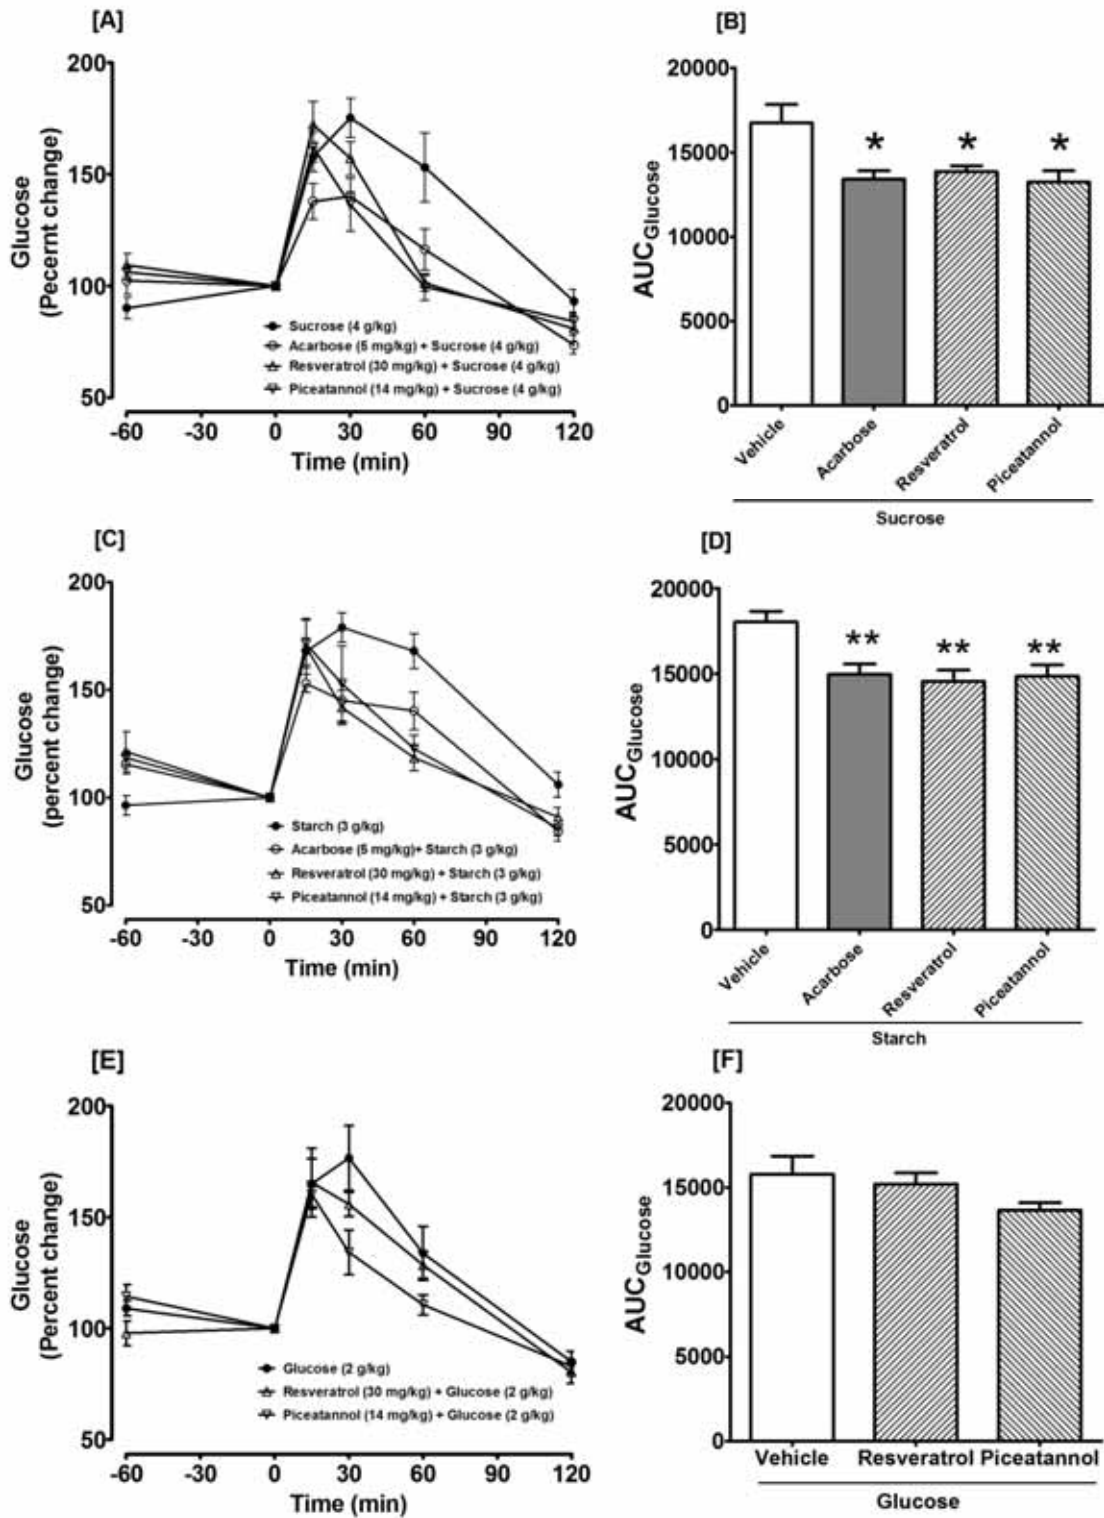 [A]
200
150
100
50
Glucose
(Pecernt change)
Sucrose (4 g/kg)
Acarbose (5 mg/kg) + Sucrose (4 g/kg)
Resveratrol (30 mg/kg) + Sucrose (4 g/kg)
Piceatannol (14 mg/kg) + Sucrose (4 g/kg)
-60 -30 0 30 60 90 120
Time (min)
[B]
20000
15000
10000
5000
0
AUCGlucose
* * *
Vehicle
Acarbose
Resveratrol
Piceatannol
Sucrose
[C]
200
150
100
50
Glucose
(percent change)
Starch (3 g/kg)
Acarbose (5 mg/kg)+ Starch (3 g/kg)
Resveratrol (30 mg/kg) + Starch (3 g/kg)
Piceatannol (14 mg/kg) + Starch (3 g/kg)
-60 -30 0 30 60 90 120
Time (min)
[D]
20000
15000
10000
5000
0
AUCGlucose
** ** **
Vehicle
Acarbose
Resveratrol
Piceatannol
Starch
[E]
200
150
100
50
Glucose
(Percent change)
Glucose (2 g/kg)
Resveratrol (30 mg/kg) + Glucose (2 g/kg)
Piceatannol (14 mg/kg) + Glucose (2 g/kg)
-60 -30 0 30 60 90 120
Time (min)
[F]
20000
15000
10000
5000
0
AUCGlucose
Vehicle Resveratrol Piceatannol
Glucose